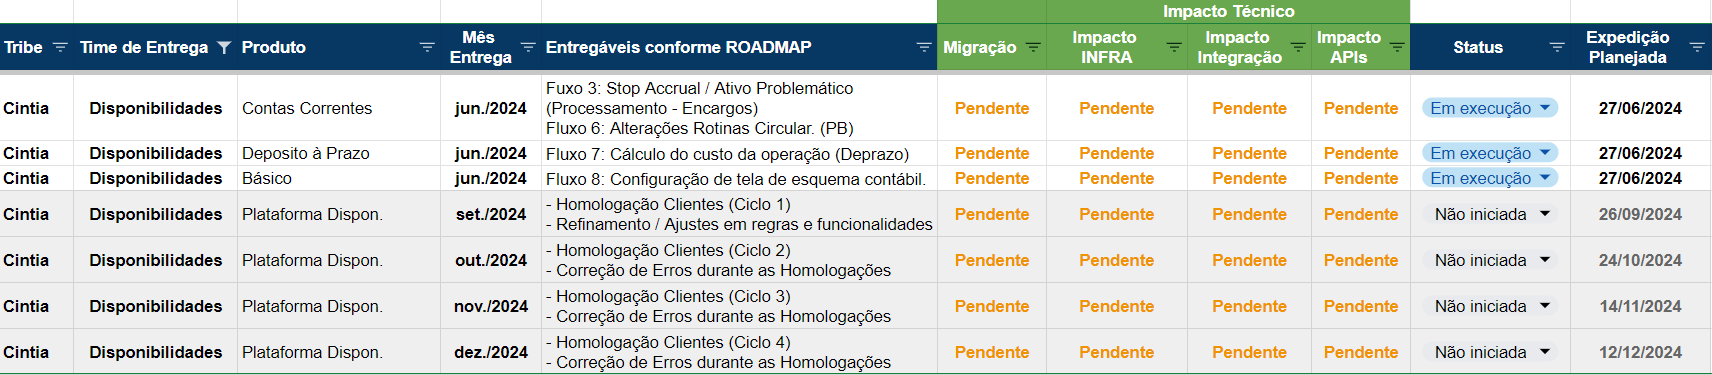 Impacto Técnico
Tribe Time de Entrega Produto Mês Entrega Entregáveis conforme ROADMAP Migração Impacto INFRA Impacto Integração Impacto APIs Status Expedição Planejada
Cintia Disponibilidades Contas Correntes jun./2024 Fuxo 3: Stop Accrual / Ativo Problemático
(Processamento - Encargos)
Fluxo 6: Alterações Rotinas Circular. (PB) Pendente Pendente Pendente Pendente Em execução 27/06/2024
Cintia Disponibilidades Deposito à Prazo jun./2024 Fluxo 7: Cálculo do custo da operação (Deprazo) Pendente Pendente Pendente Pendente Em execução 27/06/2024
Cintia Disponibilidades Básico jun./2024 Fluxo 8: Configuração de tela de esquema contábil. Pendente Pendente Pendente Pendente Em execução 27/06/2024
Cintia Disponibilidades Plataforma Dispon. set./2024 - Homologação Clientes (Ciclo 1)
- Refinamento / Ajustes em regras e funcionalidades Pendente Pendente Pendente Pendente Não iniciada 26/09/2024
Cintia Disponibilidades Plataforma Dispon. out./2024 - Homologação Clientes (Ciclo 2)
- Correção de Erros durante as Homologações Pendente Pendente Pendente Pendente Não iniciada 24/10/2024
Cintia Disponibilidades Plataforma Dispon. nov./2024 - Homologação Clientes (Ciclo 3)
- Correção de Erros durante as Homologações Pendente Pendente Pendente Pendente Não iniciada 14/11/2024
Cintia Disponibilidades Plataforma Dispon. dez./2024 - Homologação Clientes (Ciclo 4)
- Correção de Erros durante as Homologações Pendente Pendente Pendente Pendente Não iniciada 12/12/2024